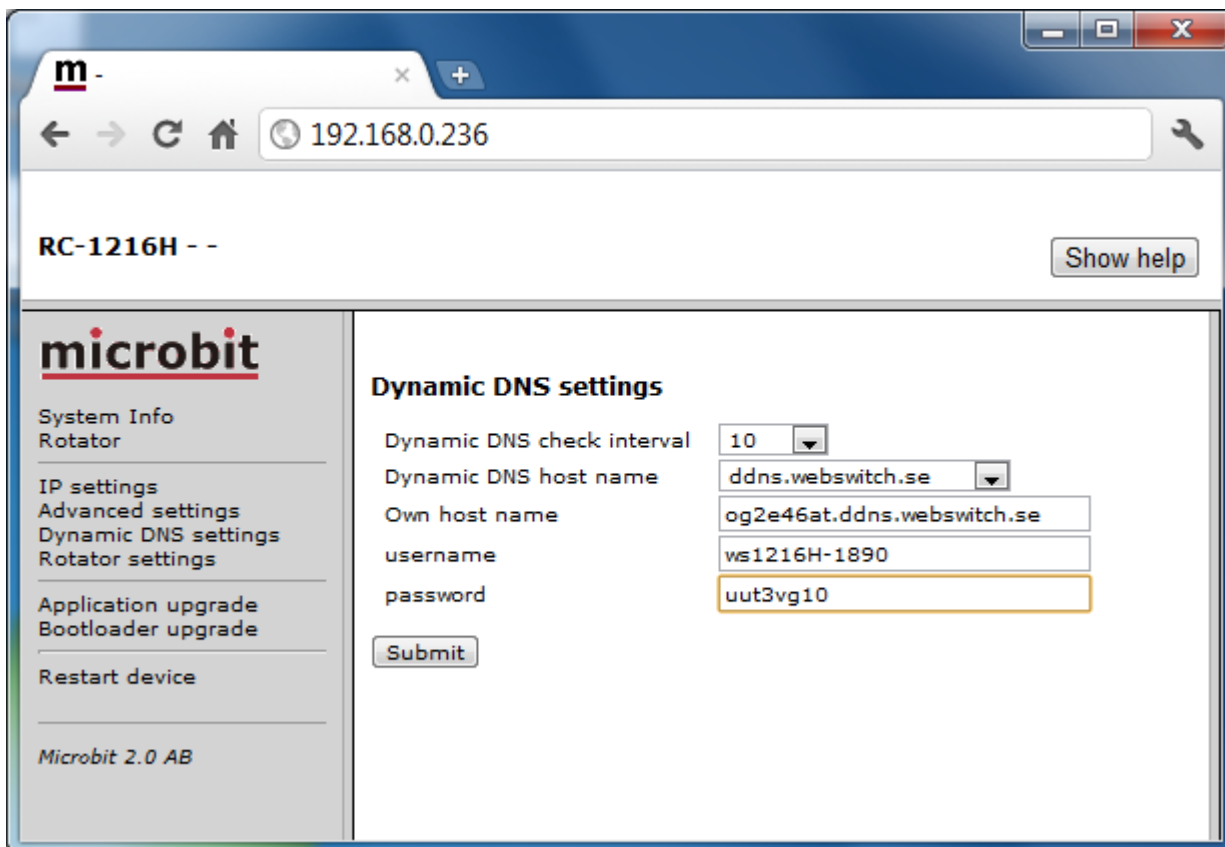 m -
192.168.0.236
RC-1216H - -
Show help
microbit
System Info
Rotator
IP settings
Advanced settings
Dynamic DNS settings
Rotator settings
Application upgrade
Bootloader upgrade
Restart device
Microbit 2.0 AB
Dynamic DNS settings
Dynamic DNS check interval 10
Dynamic DNS host name ddns.webswitch.se
Own host name og2e46at.ddns.webswitch.se
username ws1216H-1890
password uut3vg10
Submit